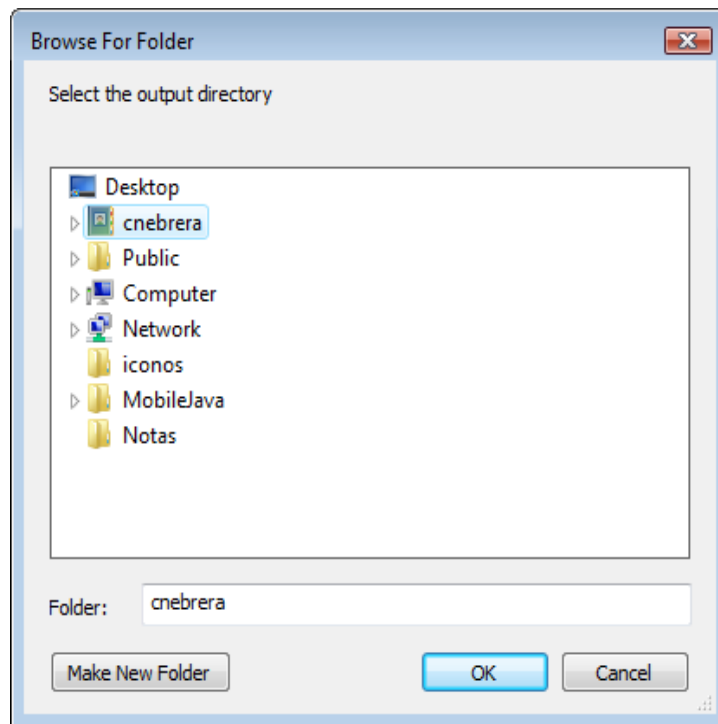 Browse For Folder
Select the output directory
Desktop
cnebrera
Public
Computer
Network
iconos
MobileJava
Notas
Folder: cnebrera
Make New Folder OK Cancel